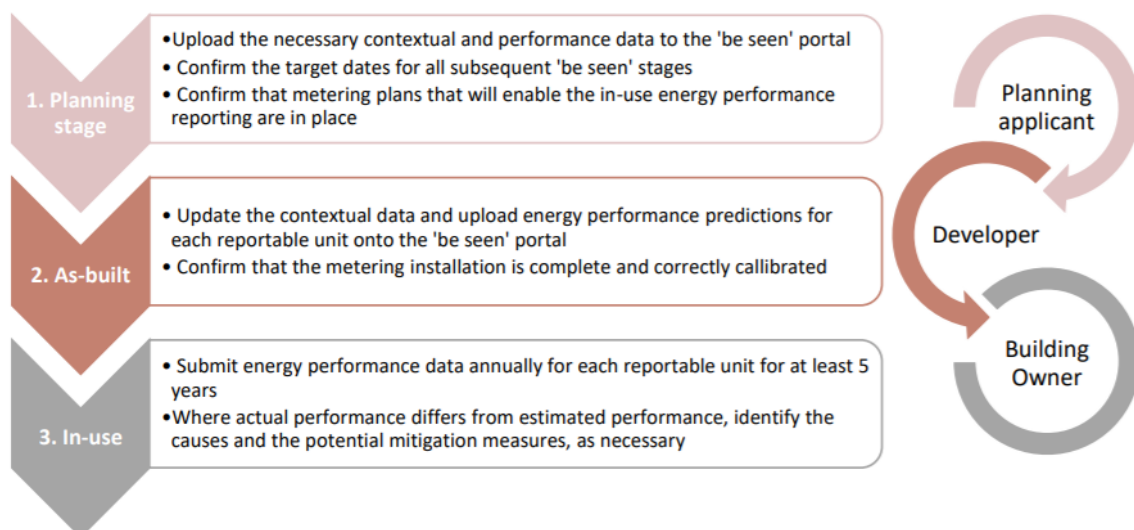 •Upload the necessary contextual and performance data to the 'be seen' portal
• Confirm the target dates for all subsequent 'be seen' stages
• Confirm that metering plans that will enable the in-use energy performance
reporting are in place
1. Planning
stage
Planning
applicant
• Update the contextual data and upload energy performance predictions for
each reportable unit onto the 'be seen' portal
• Confirm that the metering installation is complete and correctly callibrated
2. As-built
Developer
• Submit energy performance data annually for each reportable unit for at least 5
years
•Where actual performance differs from estimated performance, identify the
causes and the potential mitigation measures, as necessary
3. In-use
Building
Owner